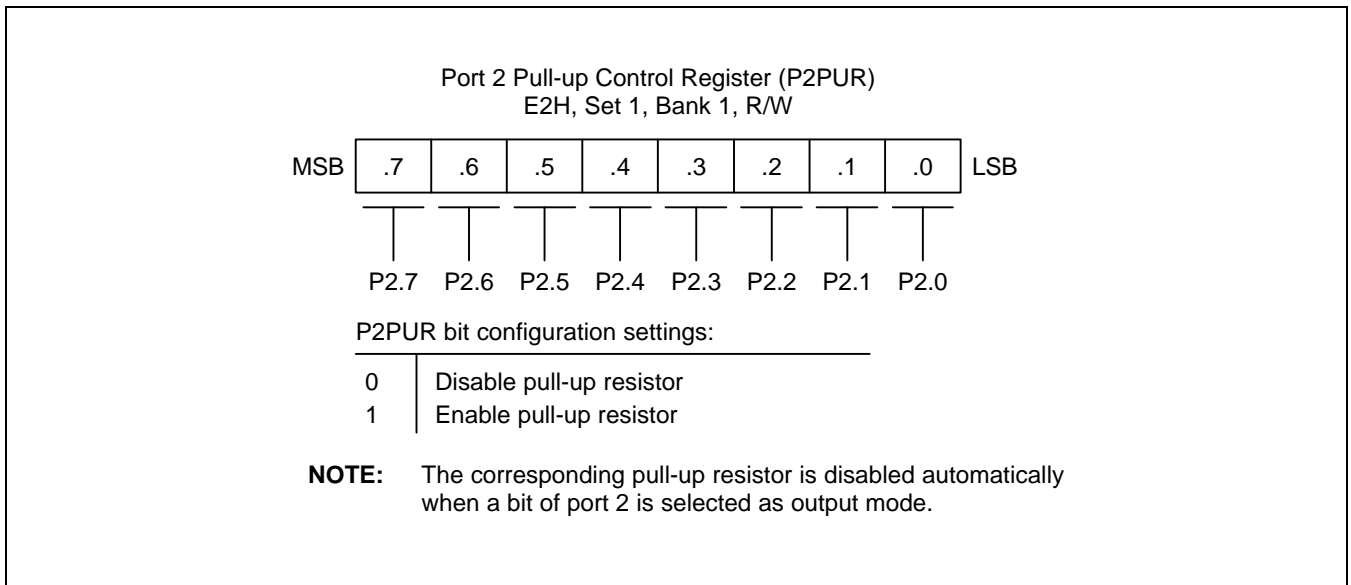 Port 2 Pull-up Control Register (P2PUR)
E2H, Set 1, Bank 1, R/W
MSB .7 .6 .5 .4 .3 .2 .1 .0 LSB
P2.7 P2.6 P2.5 P2.4 P2.3 P2.2 P2.1 P2.0
P2PUR bit configuration settings:
0 Disable pull-up resistor
1 Enable pull-up resistor
NOTE: The corresponding pull-up resistor is disabled automatically
when a bit of port 2 is selected as output mode.